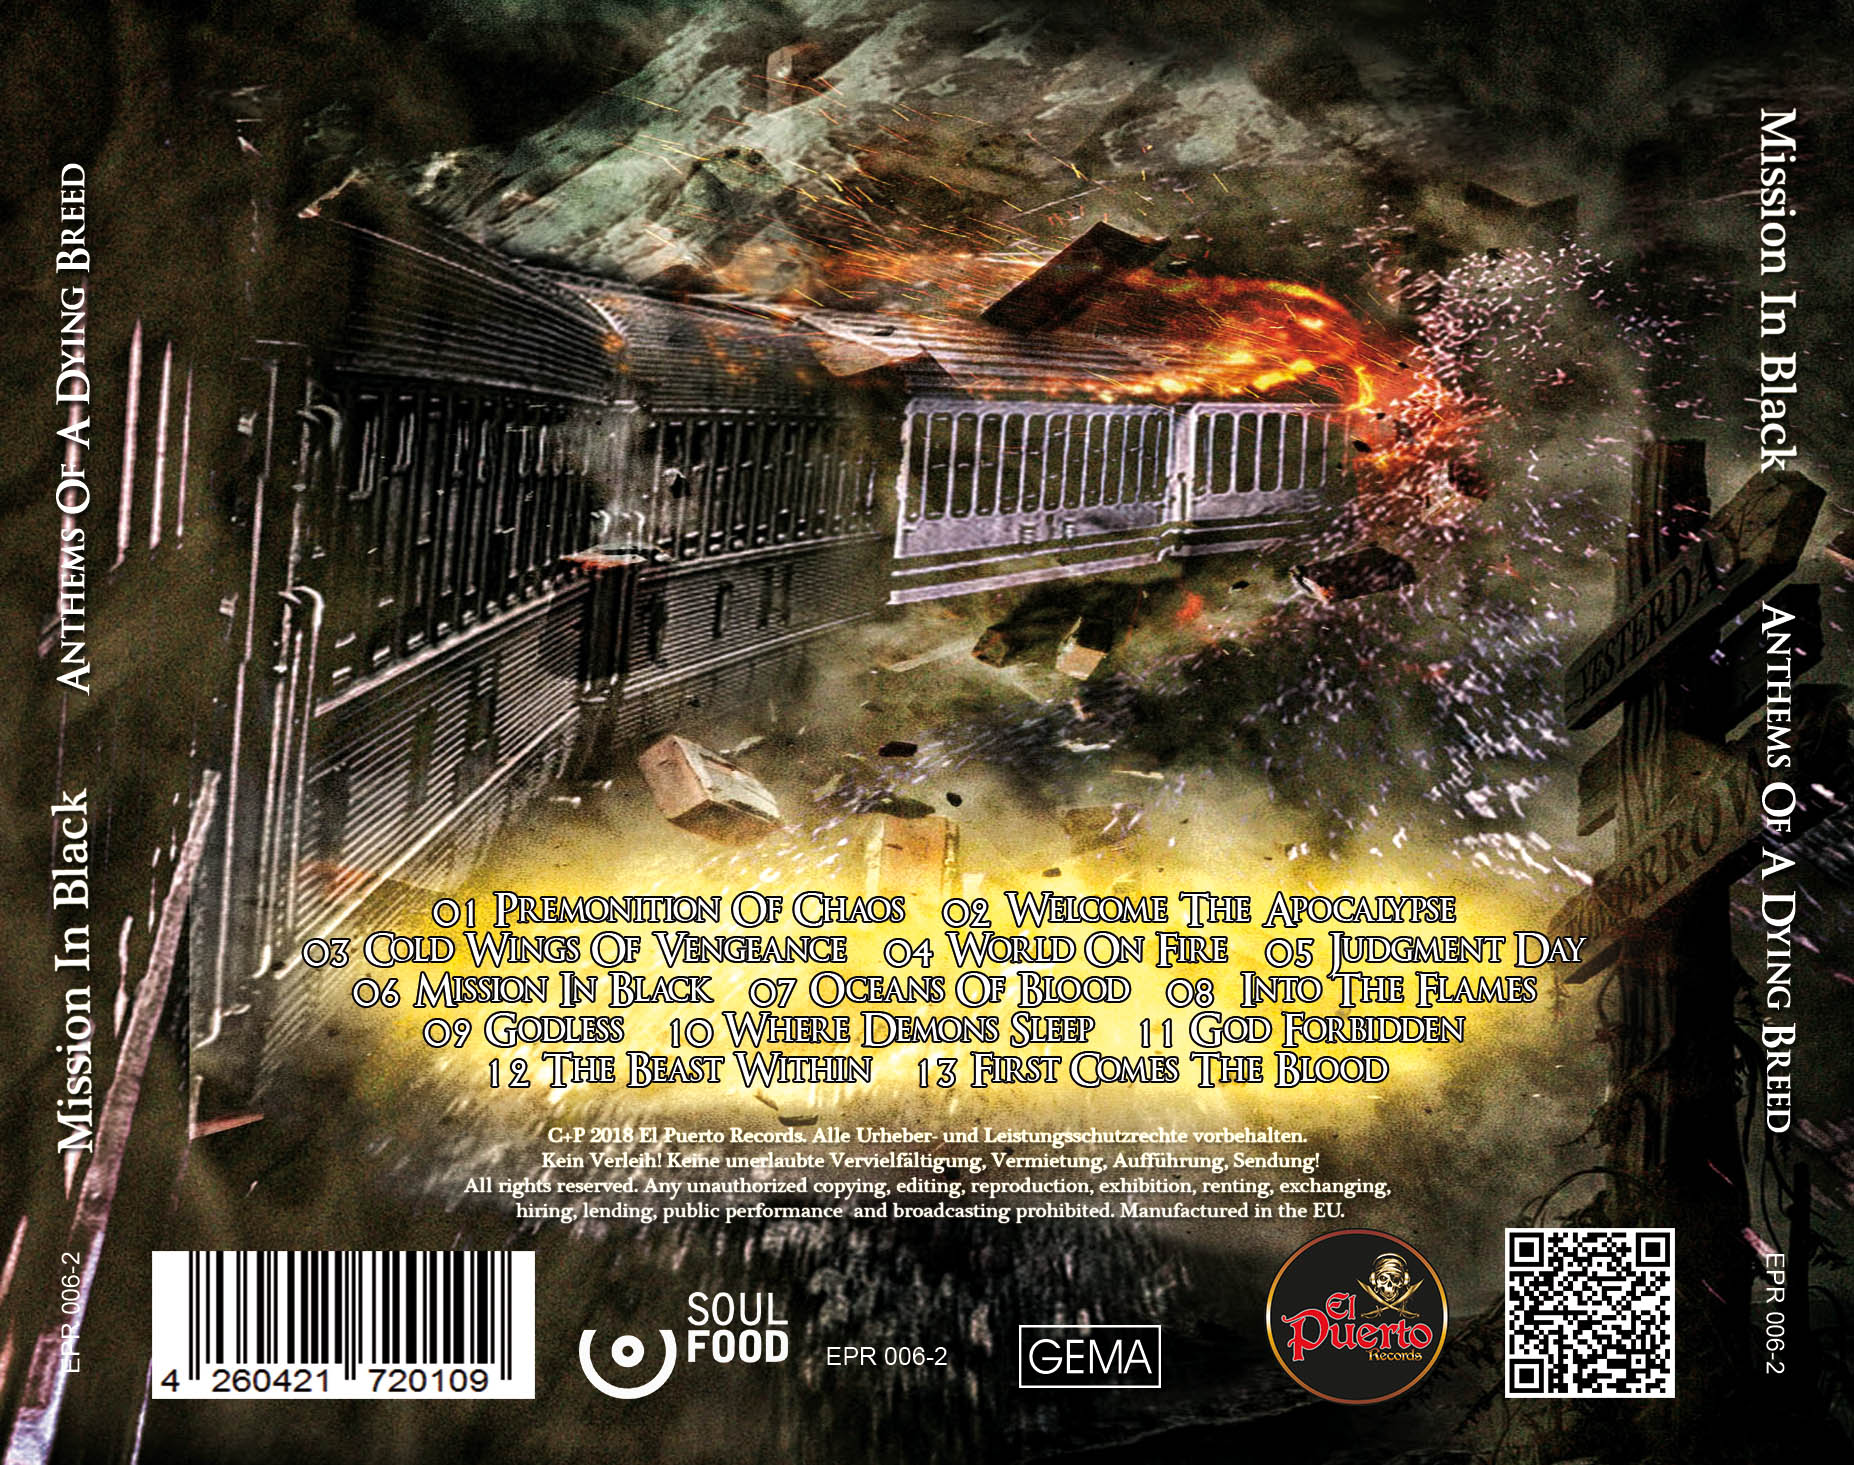 Mission In Black
Anthems Of A Dying Breed
EPR 006-2
Mission In Black
Anthems Of A Dying Breed
EPR 006-2
YESTERDAY
01 Premonition Of Chaos 02 Welcome The Apocalypse
03 Cold Wings Of Vengeance 04 World On Fire 05 Judgment Day
06 Mission In Black 07 Oceans Of Blood 08 Into The Flames
09 Godless 10 Where Demons Sleep 11 God Forbidden
12 The Beast Within 13 First Comes The Blood
C+P 2018 El Puerto Records. Alle Urheber- und Leistungsschutzrechte vorbehalten.
Kein Verleih! Keine unerlaubte Vervielfältigung, Vermietung, Aufführung, Sendung!
All rights reserved. Any unauthorized copying, editing, reproduction, exhibition, renting, exchanging,
hiring, lending, public performance and broadcasting prohibited. Manufactured in the EU.
4 260421 720109
SOUL
FOOD
EPR 006-2
GEMA
El
Puerto
Records